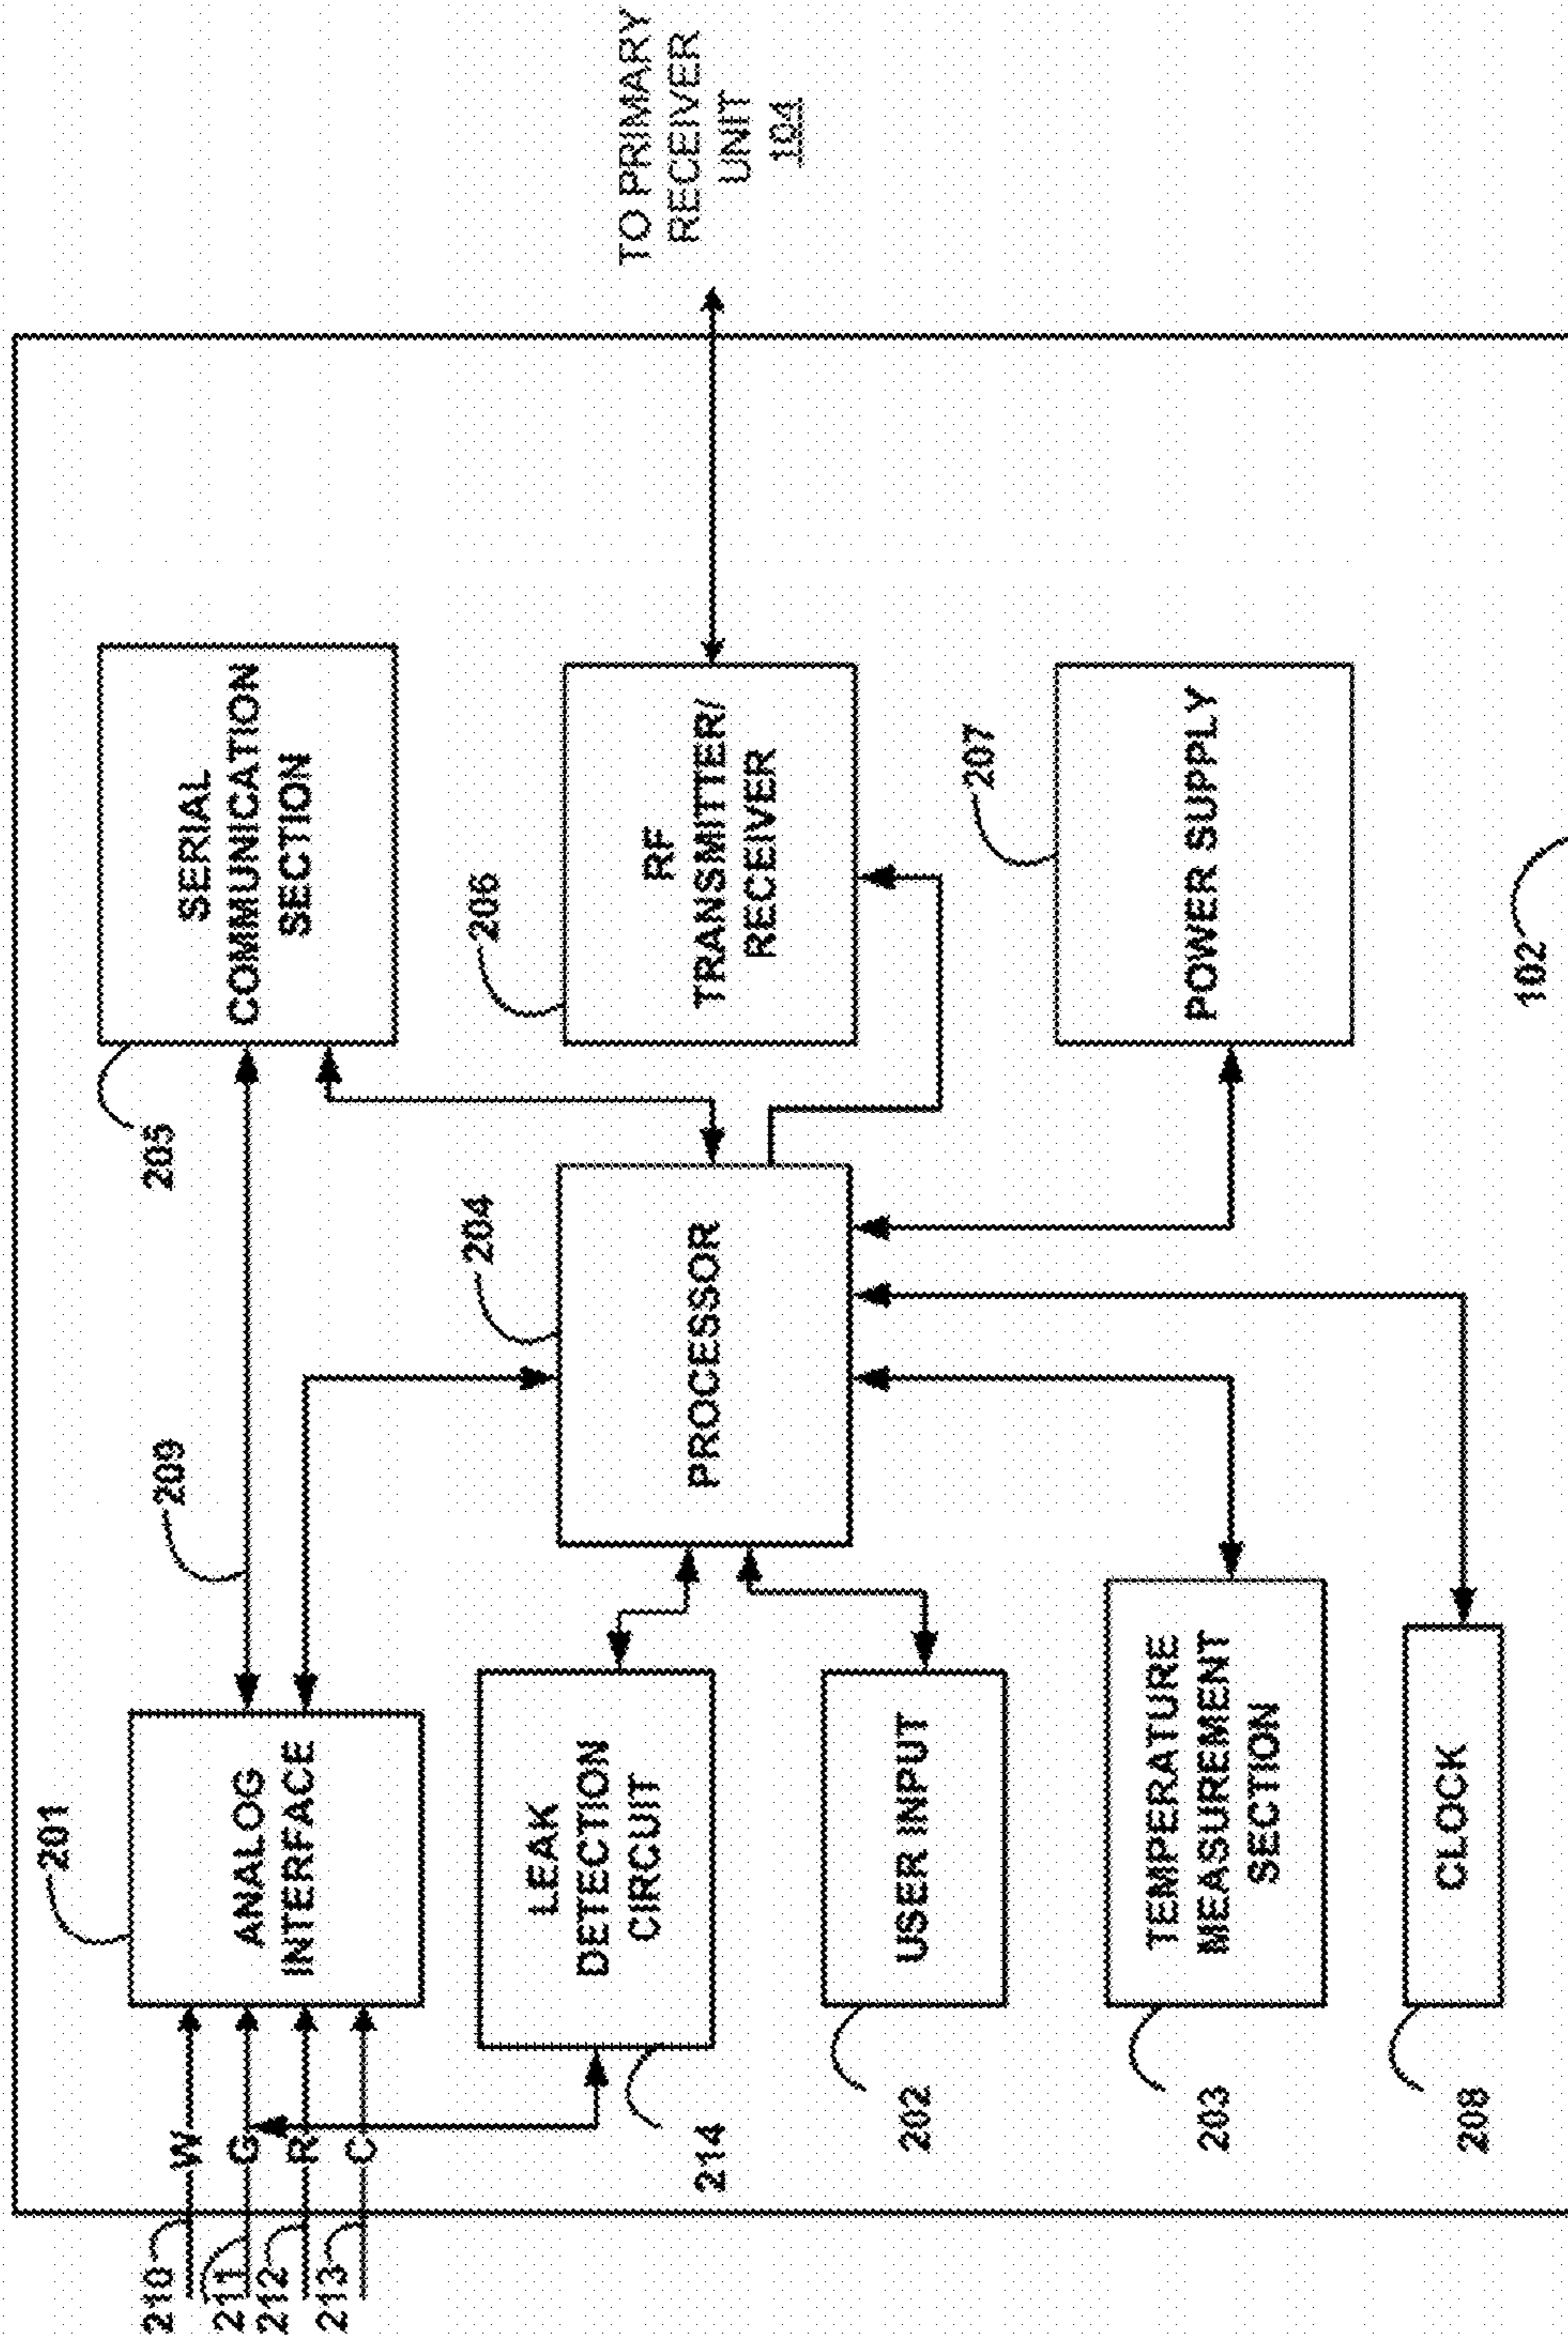 210
211
212
213
W
G
R
C
201
ANALOG
INTERFACE
209
205
SERIAL
COMMUNICATION
SECTION
214
LEAK
DETECTION
CIRCUIT
204
PROCESSOR
206
RF
TRANSMITTER/
RECEIVER
TO PRIMARY
RECEIVER
UNIT
104
202
USER INPUT
207
POWER SUPPLY
203
TEMPERATURE
MEASUREMENT
SECTION
208
CLOCK
102